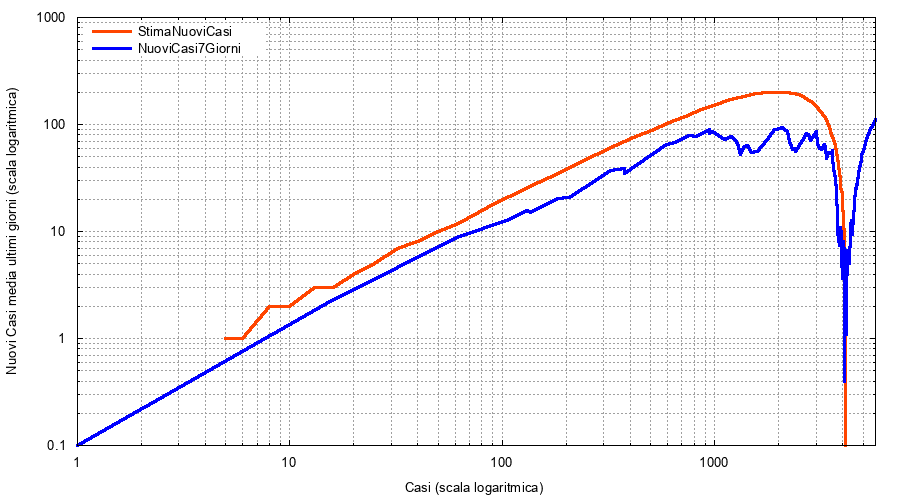 1000
100
10
1
0.1
StimaNuoviCasi
NuoviCasi7Giorni
Nuovi Casi media ultimi giorni (scala logaritmica)
1 10 100 1000
Casi (scala logaritmica)